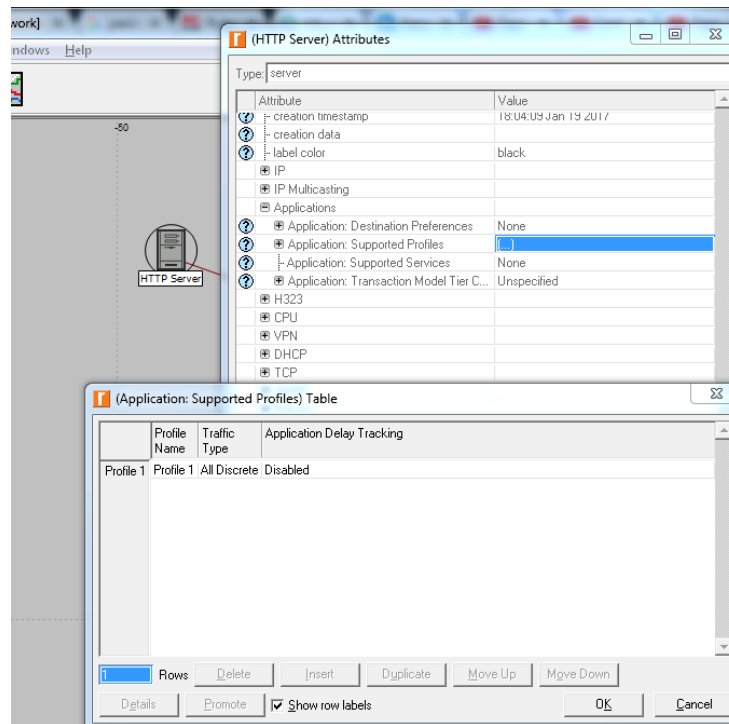 work]
ndows Help
(HTTP Server) Attributes
Type: server
Attribute Value
creation timestamp 18:04:09 Jan 19 2017
creation data
label color black
IP
IP Multicasting
Applications
Application: Destination Preferences None
Application: Supported Profiles (...)
Application: Supported Services None
Application: Transaction Model Tier C... Unspecified
H323
CPU
VPN
DHCP
TCP
-50
HTTP Server
(Application: Supported Profiles) Table
Profile Name Traffic Type Application Delay Tracking
Profile 1 Profile 1 All Discrete Disabled
1 Rows Delete Insert Duplicate Move Up Move Down
Details Promote Show row labels OK Cancel